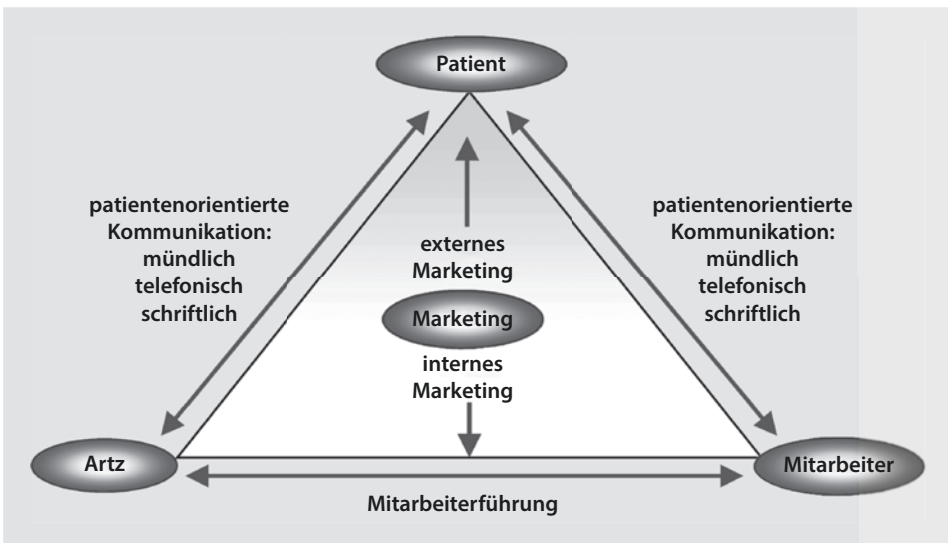 Patient
patientenorientierte
Kommunikation:
mündlich
telefonisch
schriftlich
externes
Marketing
Marketing
internes
Marketing
patientenorientierte
Kommunikation:
mündlich
telefonisch
schriftlich
Artz
Mitarbeiter
Mitarbeiterführung